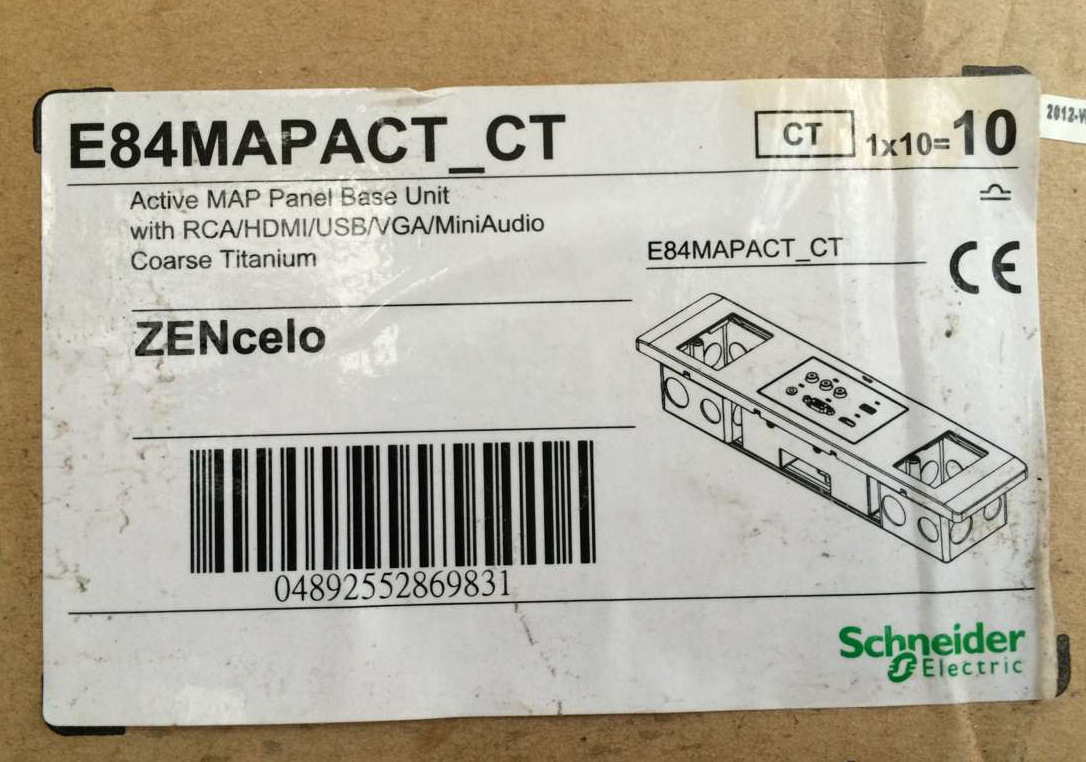 E84MAPACT_CT
CT 1x10=10
Active MAP Panel Base Unit
with RCA/HDMI/USB/VGA/MiniAudio
Coarse Titanium
E84MAPACT_CT
CE
ZENcelo
04892552869831
Schneider
Electric